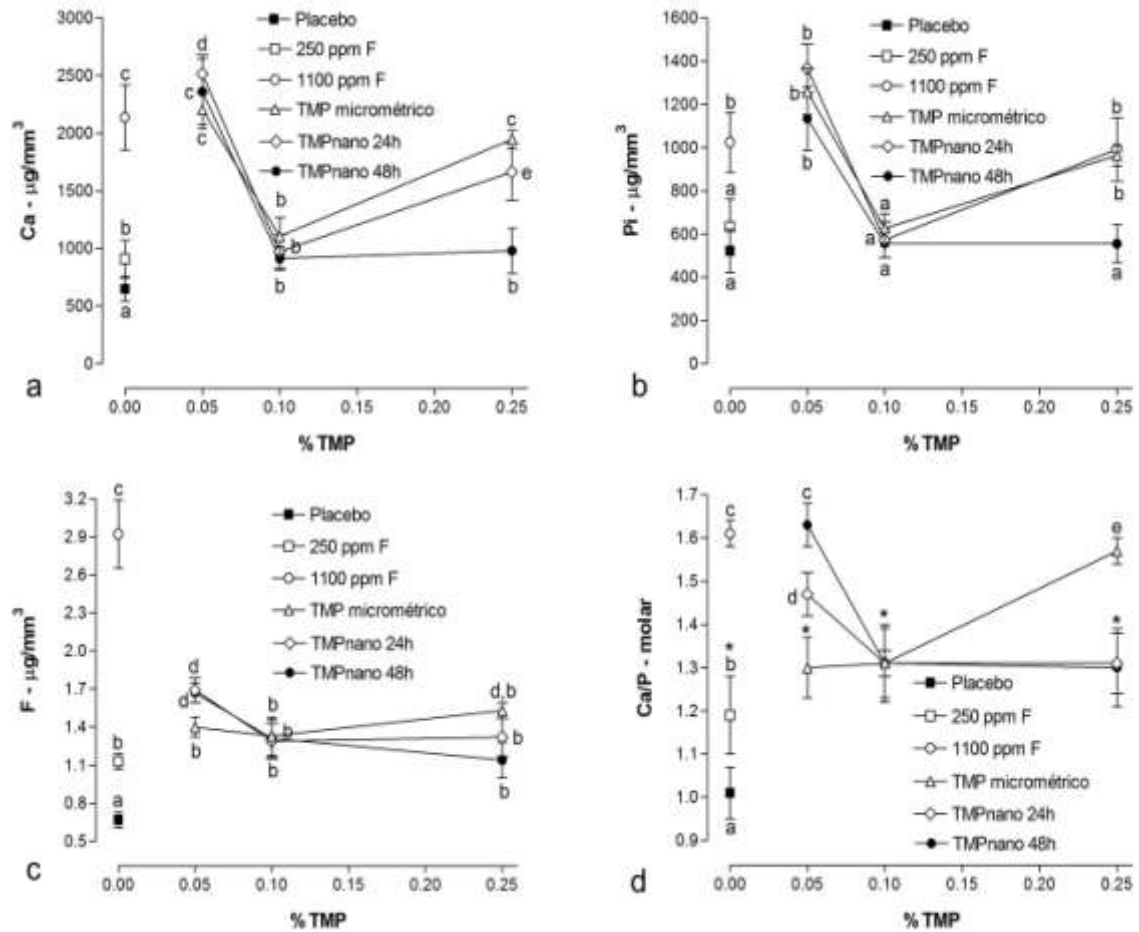 3000
2500
2000
1500
1000
500
0
Ca - μg/mm³
Placebo
250 ppm F
1100 ppm F
TMP micrométrico
TMPnano 24h
TMPnano 48h
c
b
a
d
c
c
b
b
b
c
e
b
0.00 0.05 0.10 0.15 0.20 0.25
% TMP
a
1600
1400
1200
1000
800
600
400
200
0
Pi - μg/mm³
Placebo
250 ppm F
1100 ppm F
TMP micrométrico
TMPnano 24h
TMPnano 48h
b
a
a
b
b
b
a
a
a
b
b
a
0.00 0.05 0.10 0.15 0.20 0.25
% TMP
b
3.2
2.9
2.6
2.3
2.0
1.7
1.4
1.1
0.8
0.5
F - μg/mm³
Placebo
250 ppm F
1100 ppm F
TMP micrométrico
TMPnano 24h
TMPnano 48h
c
b
a
d
d
b
b
b
b
d,b
b
b
0.00 0.05 0.10 0.15 0.20 0.25
% TMP
c
1.7
1.6
1.5
1.4
1.3
1.2
1.1
1.0
0.9
Ca/P - molar
c
*
b
a
c
d
*
*
e
*
Placebo
250 ppm F
1100 ppm F
TMP micrométrico
TMPnano 24h
TMPnano 48h
0.00 0.05 0.10 0.15 0.20 0.25
% TMP
d